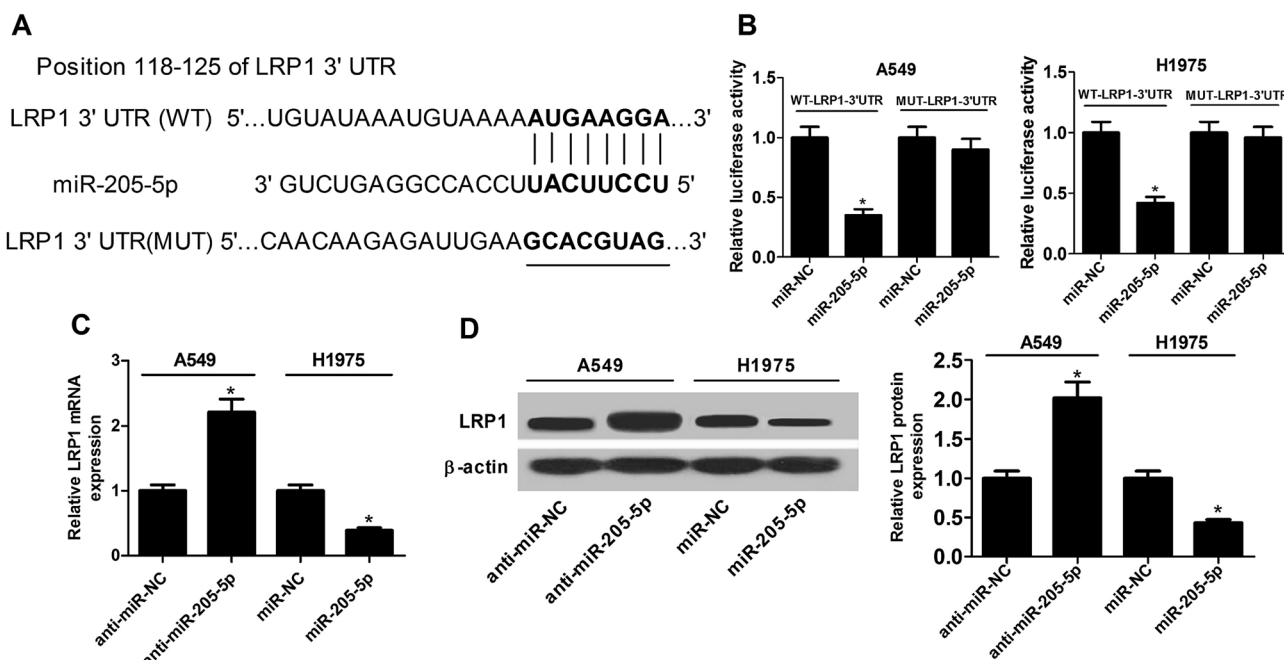 A
Position 118-125 of LRP1 3' UTR
LRP1 3' UTR (WT) 5'...UGUAUAAAUGUAAAAAUGAAGGA...3'
miR-205-5p 3' GUCUGAGGCCACCUUACUUCCU 5'
LRP1 3' UTR(MUT) 5'...CAACAAGAGAUUGAAGCACGUAG...3'
B
A549
Relative luciferase activity
1.5
1.0
0.5
0.0
WT-LRP1-3'UTR MUT-LRP1-3'UTR
*
miR-NC
miR-205-5p
miR-NC
miR-205-5p
H1975
Relative luciferase activity
1.5
1.0
0.5
0.0
WT-LRP1-3'UTR MUT-LRP1-3'UTR
*
miR-NC
miR-205-5p
miR-NC
miR-205-5p
C
Relative LRP1 mRNA
expression
3
2
1
0
A549 H1975
*
*
anti-miR-NC
anti-miR-205-5p
miR-NC
miR-205-5p
D
A549 H1975
LRP1
β-actin
anti-miR-NC
anti-miR-205-5p
miR-NC
miR-205-5p
Relative LRP1 protein
expression
2.5
2.0
1.5
1.0
0.5
0.0
A549 H1975
*
*
anti-miR-NC
anti-miR-205-5p
miR-NC
miR-205-5p